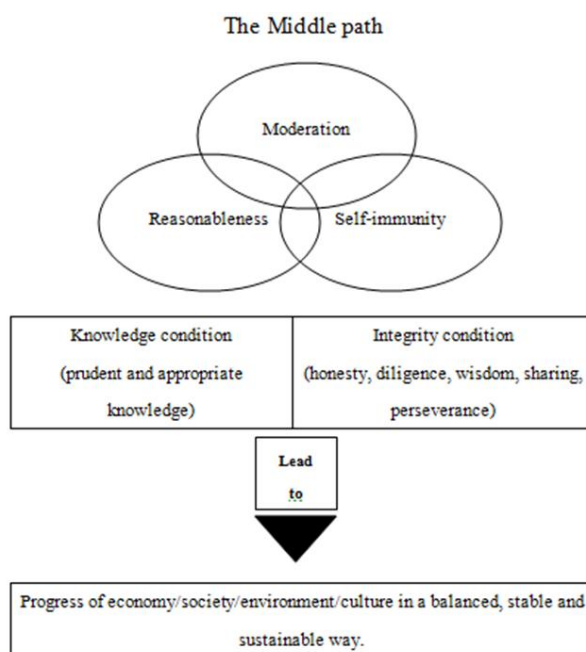 The Middle path
Moderation
Reasonableness
Self-immunity
Knowledge condition
(prudent and appropriate
knowledge)
Integrity condition
(honesty, diligence, wisdom, sharing,
perseverance)
Lead
to
Progress of economy/society/environment/culture in a balanced, stable and
sustainable way.